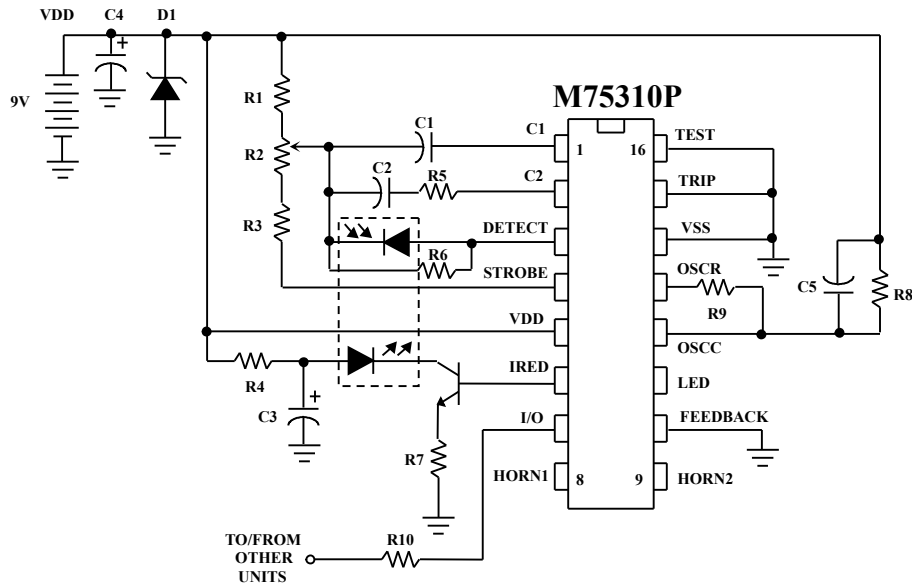 VDD
C4
D1
+
9V
R1
R2
R3
C1
C2
R5
R6
M75310P
C1
C2
DETECT
STROBE
VDD
IRED
I/O
HORN1
1
16
8
9
TEST
TRIP
VSS
OSCR
OSCC
LED
FEEDBACK
HORN2
R9
C5
R8
R4
C3
+
R7
R10
TO/FROM
OTHER
UNITS